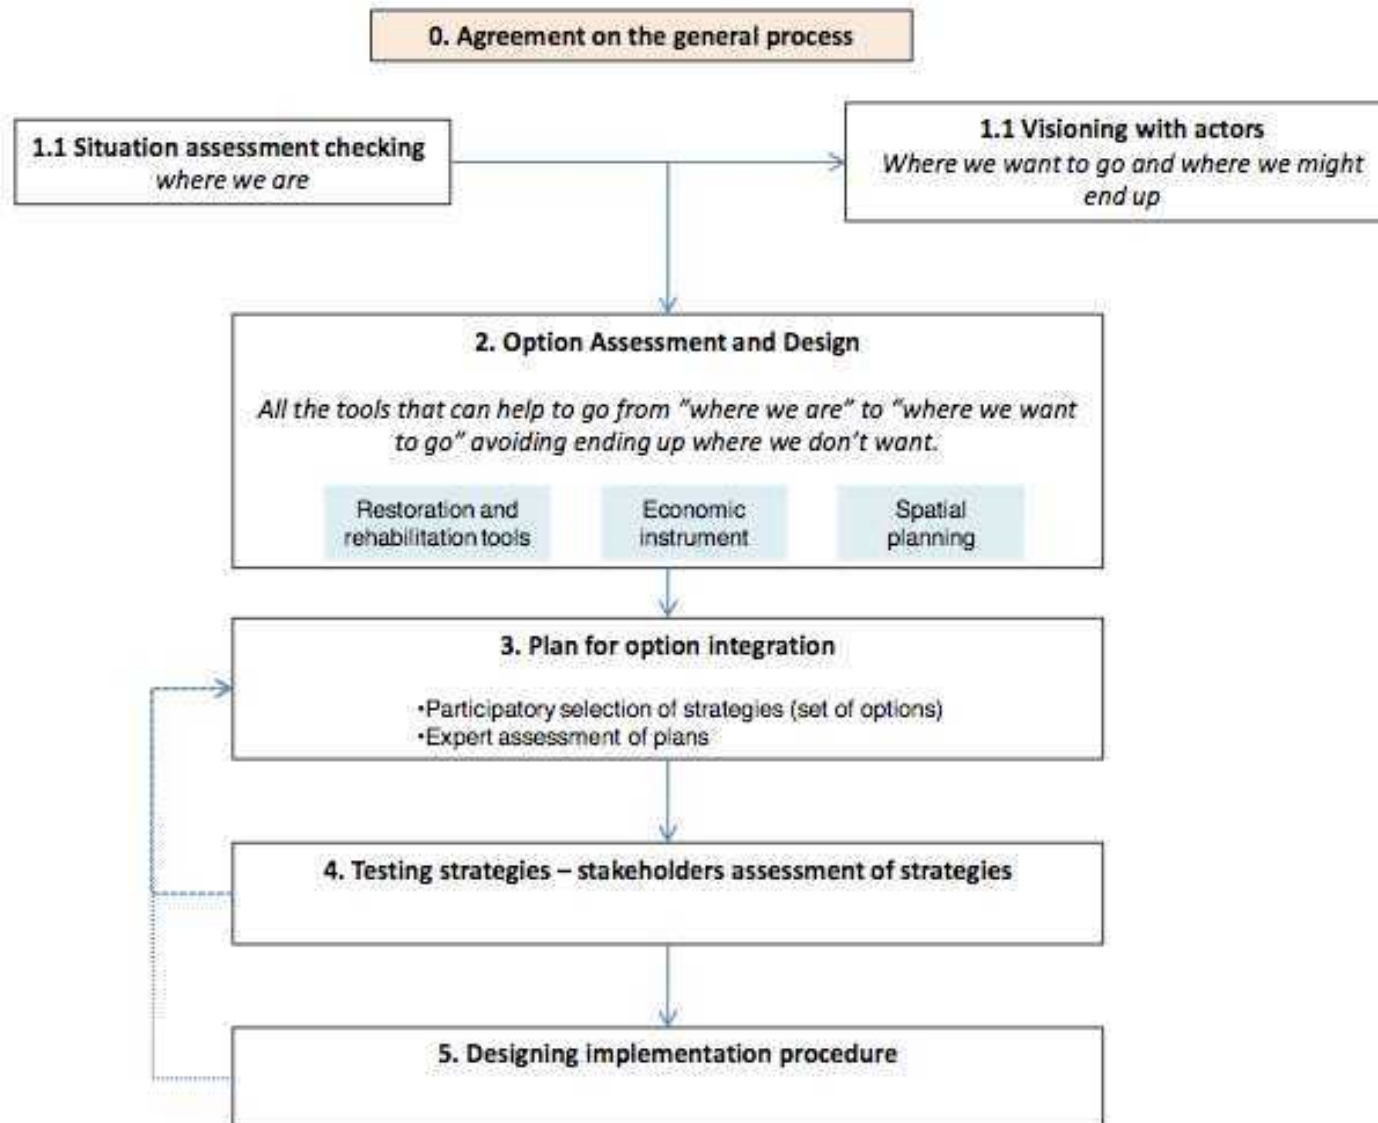 0. Agreement on the general process
1.1 Situation assessment checking
where we are
1.1 Visioning with actors
Where we want to go and where we might
end up
2. Option Assessment and Design
All the tools that can help to go from "where we are" to "where we want
to go" avoiding ending up where we don't want.
Restoration and
rehabilitation tools
Economic
instrument
Spatial
planning
3. Plan for option integration
•Participatory selection of strategies (set of options)
•Expert assessment of plans
4. Testing strategies – stakeholders assessment of strategies
5. Designing implementation procedure